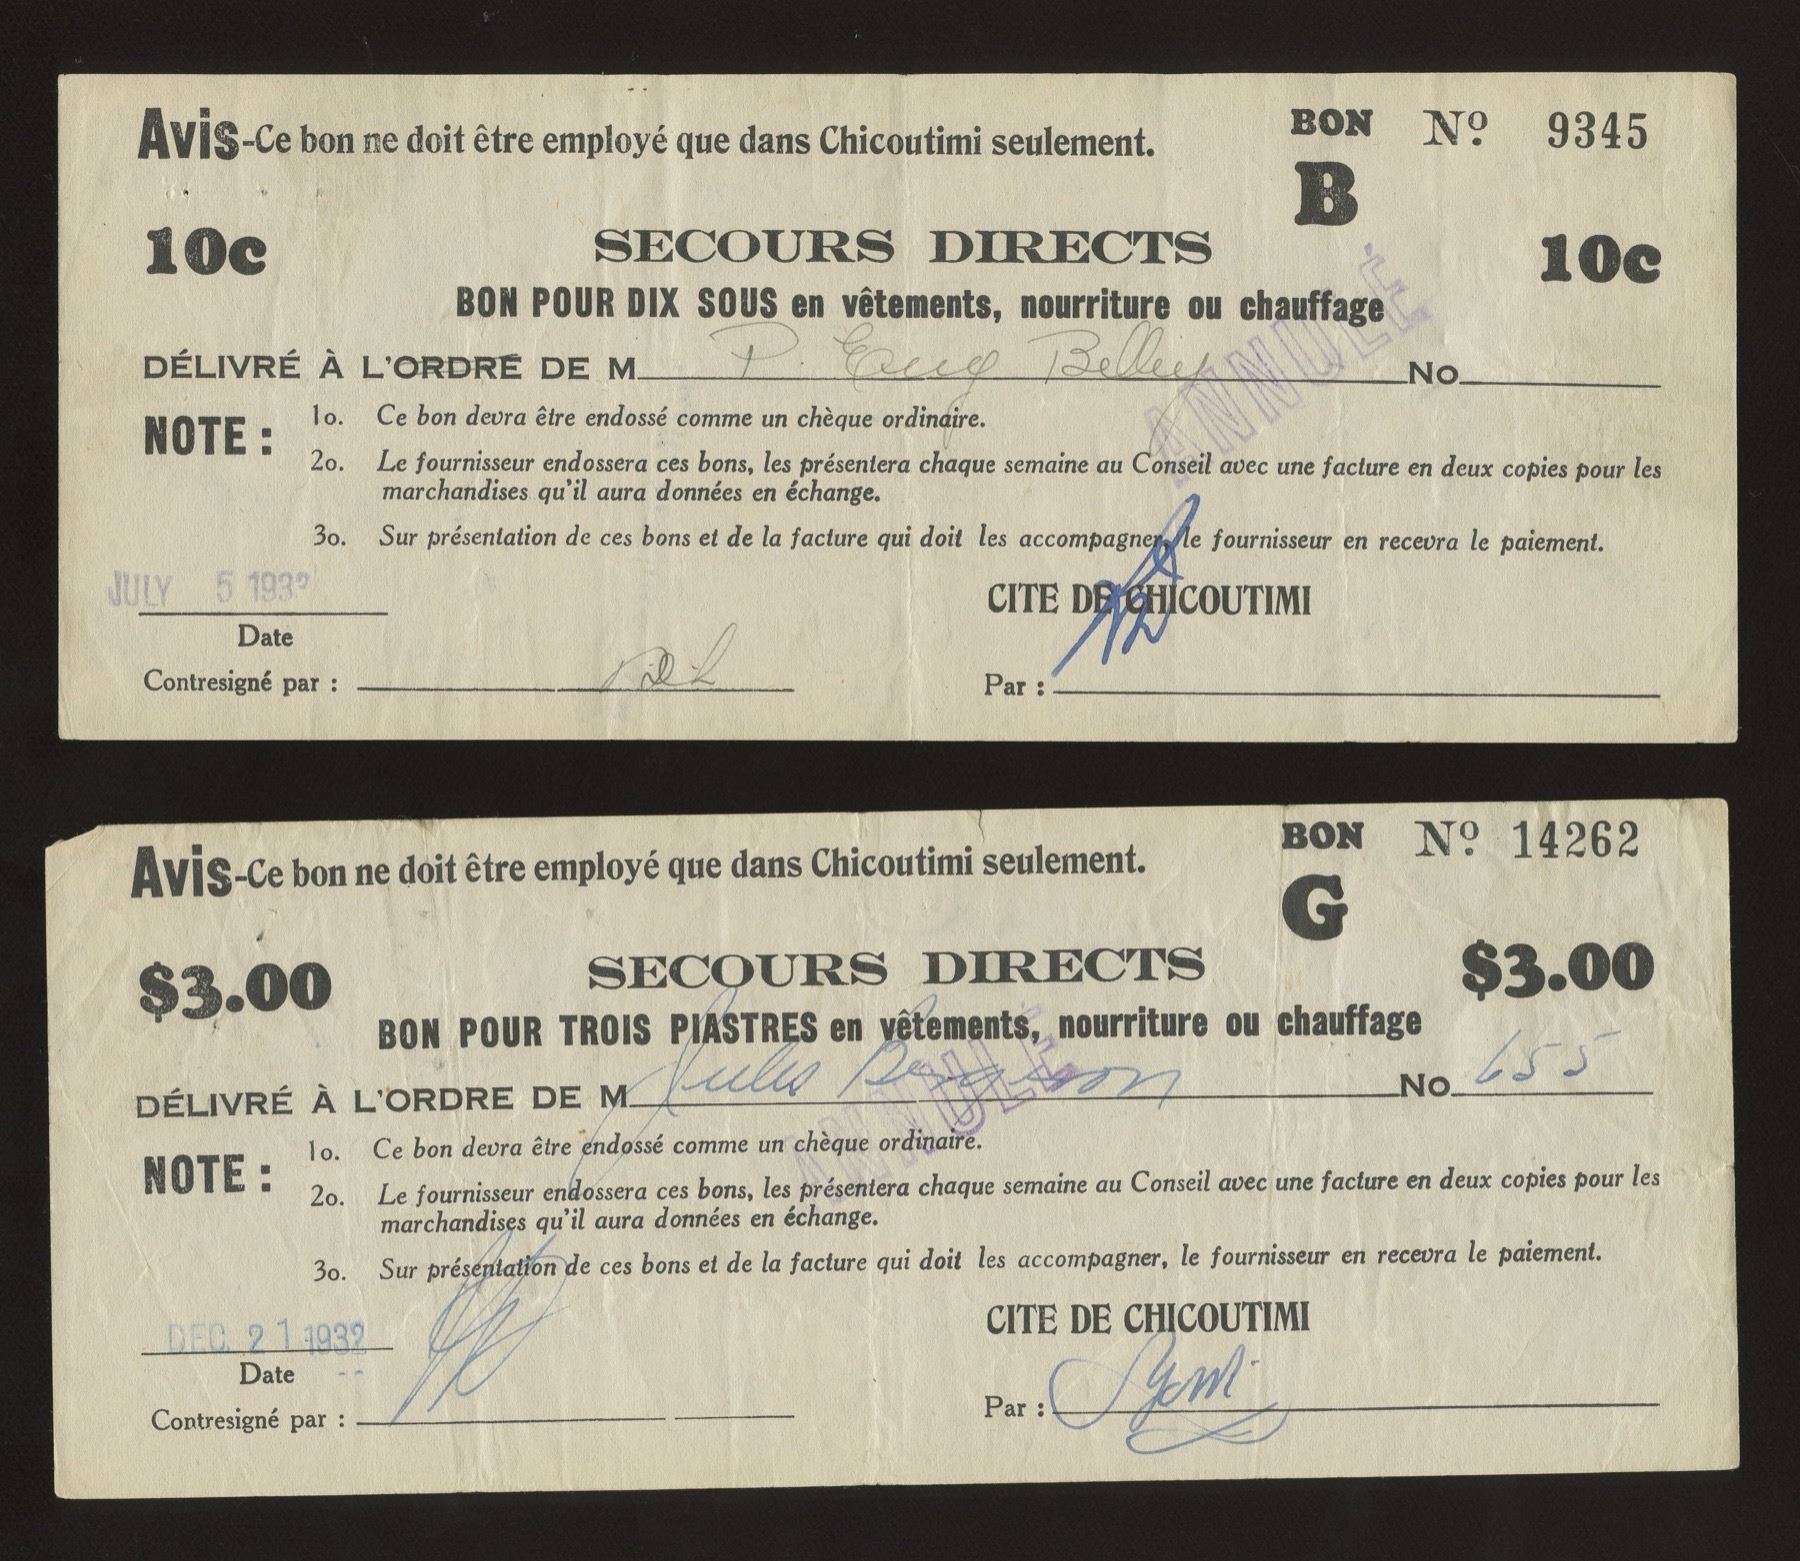 Avis-Ce bon ne doit être employé que dans Chicoutimi seulement.
BON Nº 9345
B
10c SECOURS DIRECTS 10c
BON POUR DIX SOUS en vêtements, nourriture ou chauffage
DÉLIVRÉ À L'ORDRE DE M P. Eug Belley No
NOTE :
1o. Ce bon devra être endossé comme un chèque ordinaire.
2o. Le fournisseur endossera ces bons, les présentera chaque semaine au Conseil avec une facture en deux copies pour les
marchandises qu'il aura données en échange.
3o. Sur présentation de ces bons et de la facture qui doit les accompagner, le fournisseur en recevra le paiement.
ANNULÉ
JULY 5 1932
Date
CITE DE CHICOUTIMI
Contresigné par :
Par :
Avis-Ce bon ne doit être employé que dans Chicoutimi seulement.
BON Nº 14262
G
$3.00 SECOURS DIRECTS $3.00
BON POUR TROIS PIASTRES en vêtements, nourriture ou chauffage
DÉLIVRÉ À L'ORDRE DE M Jules No 655
NOTE :
1o. Ce bon devra être endossé comme un chèque ordinaire.
2o. Le fournisseur endossera ces bons, les présentera chaque semaine au Conseil avec une facture en deux copies pour les
marchandises qu'il aura données en échange.
3o. Sur présentation de ces bons et de la facture qui doit les accompagner, le fournisseur en recevra le paiement.
ANNULÉ
DEC. 21 1932
Date
CITE DE CHICOUTIMI
Contresigné par :
Par :